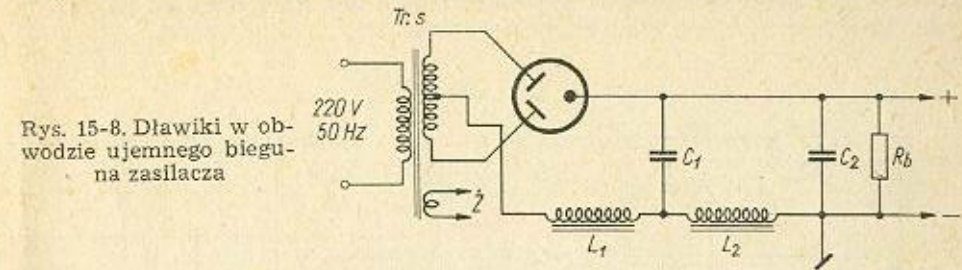 Rys. 15-8. Dławiki w ob-
wodzie ujemnego biegu-
na zasilacza
Tr. s
220 V
50 Hz
Ż
L₁
L₂
C₁
C₂
Rb
+
−